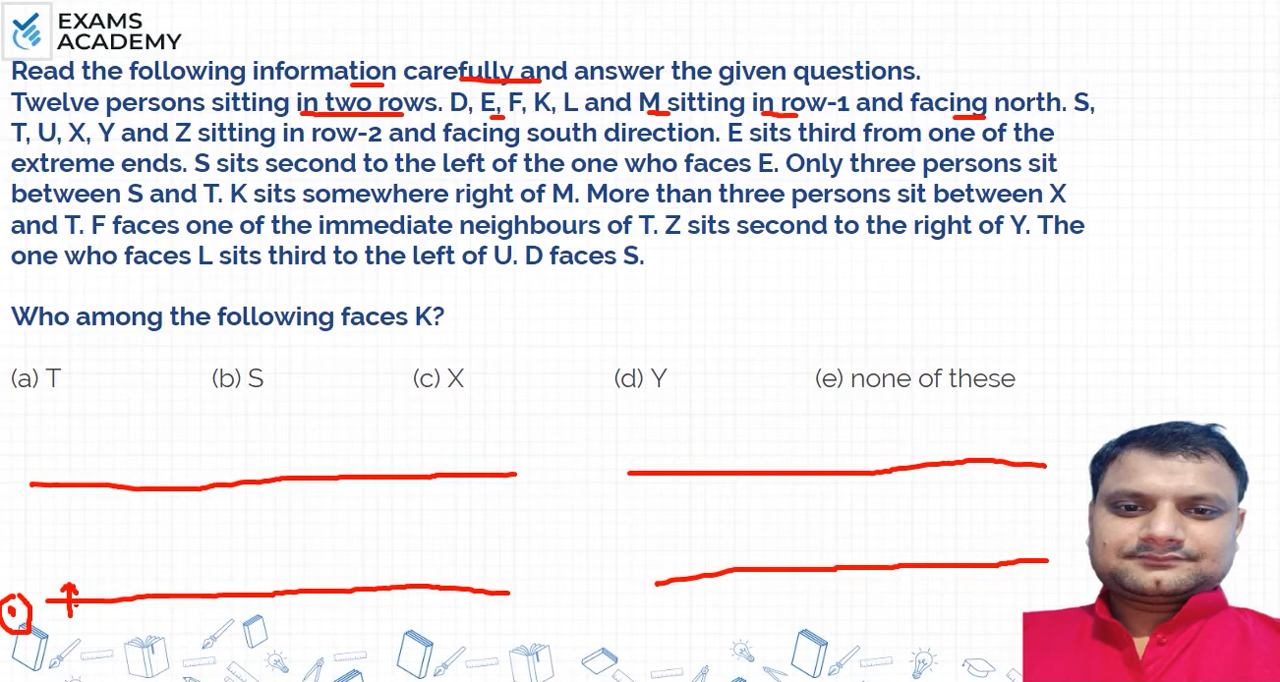 EXAMS
ACADEMY
Read the following information carefully and answer the given questions.
Twelve persons sitting in two rows. D, E, F, K, L and M sitting in row-1 and facing north. S,
T, U, X, Y and Z sitting in row-2 and facing south direction. E sits third from one of the
extreme ends. S sits second to the left of the one who faces E. Only three persons sit
between S and T. K sits somewhere right of M. More than three persons sit between X
and T. F faces one of the immediate neighbours of T. Z sits second to the right of Y. The
one who faces L sits third to the left of U. D faces S.
Who among the following faces K?
(a) T (b) S (c) X (d) Y (e) none of these